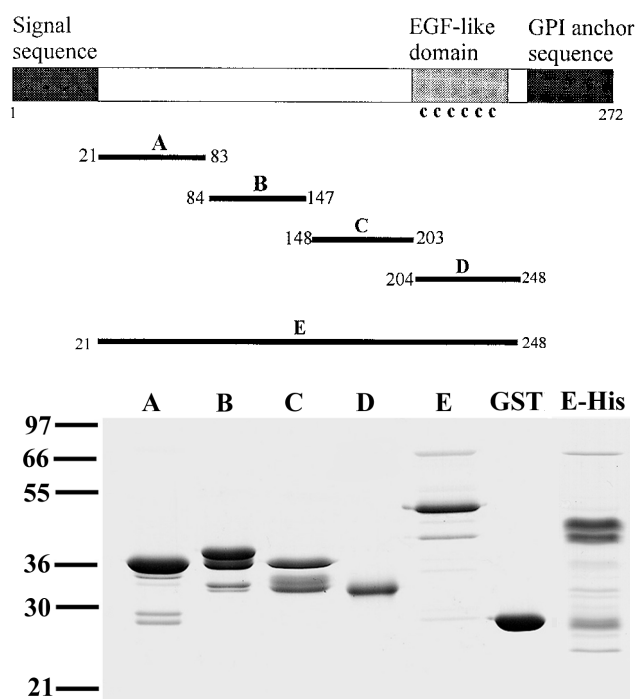 Signal sequence
EGF-like domain
GPI anchor sequence
c c c c c c
1
272
A
21 83
B
84 147
C
148 203
D
204 248
E
21 248
A B C D E GST E-His
97
66
55
36
30
21